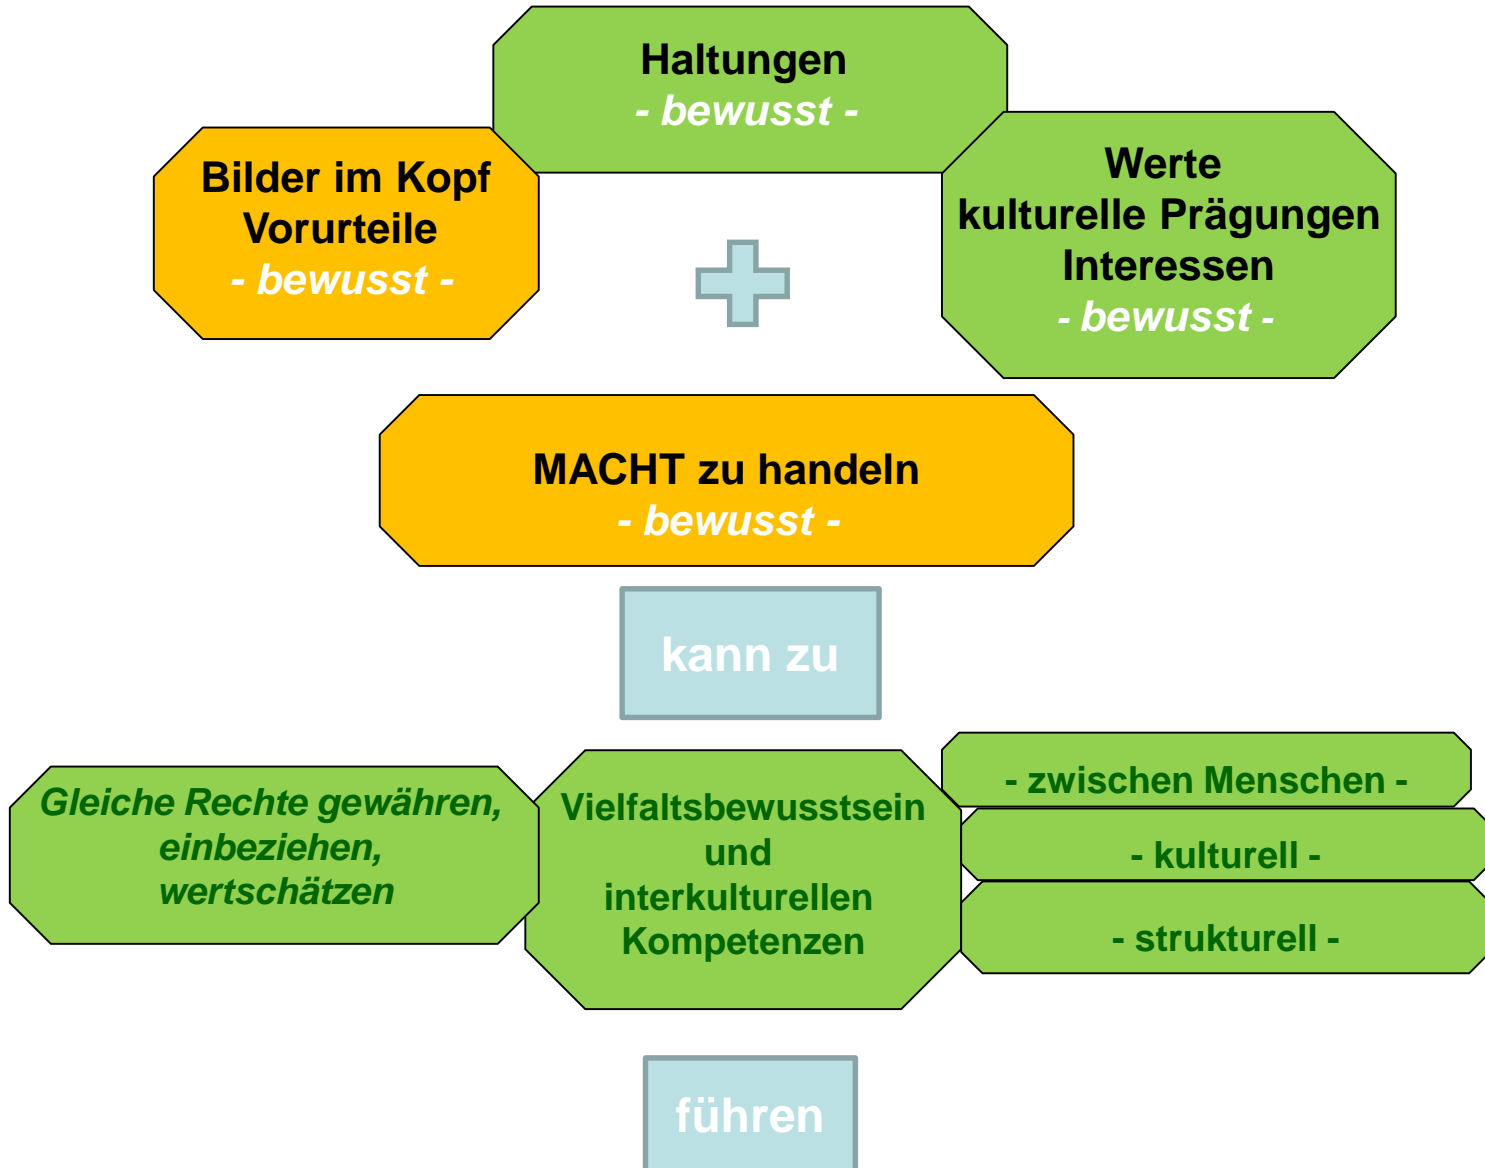 Haltungen
- bewusst -
Bilder im Kopf
Vorurteile
- bewusst -
Werte
kulturelle Prägungen
Interessen
- bewusst -
MACHT zu handeln
- bewusst -
kann zu
Gleiche Rechte gewähren,
einbeziehen,
wertschätzen
Vielfaltsbewusstsein
und
interkulturellen
Kompetenzen
- zwischen Menschen -
- kulturell -
- strukturell -
führen